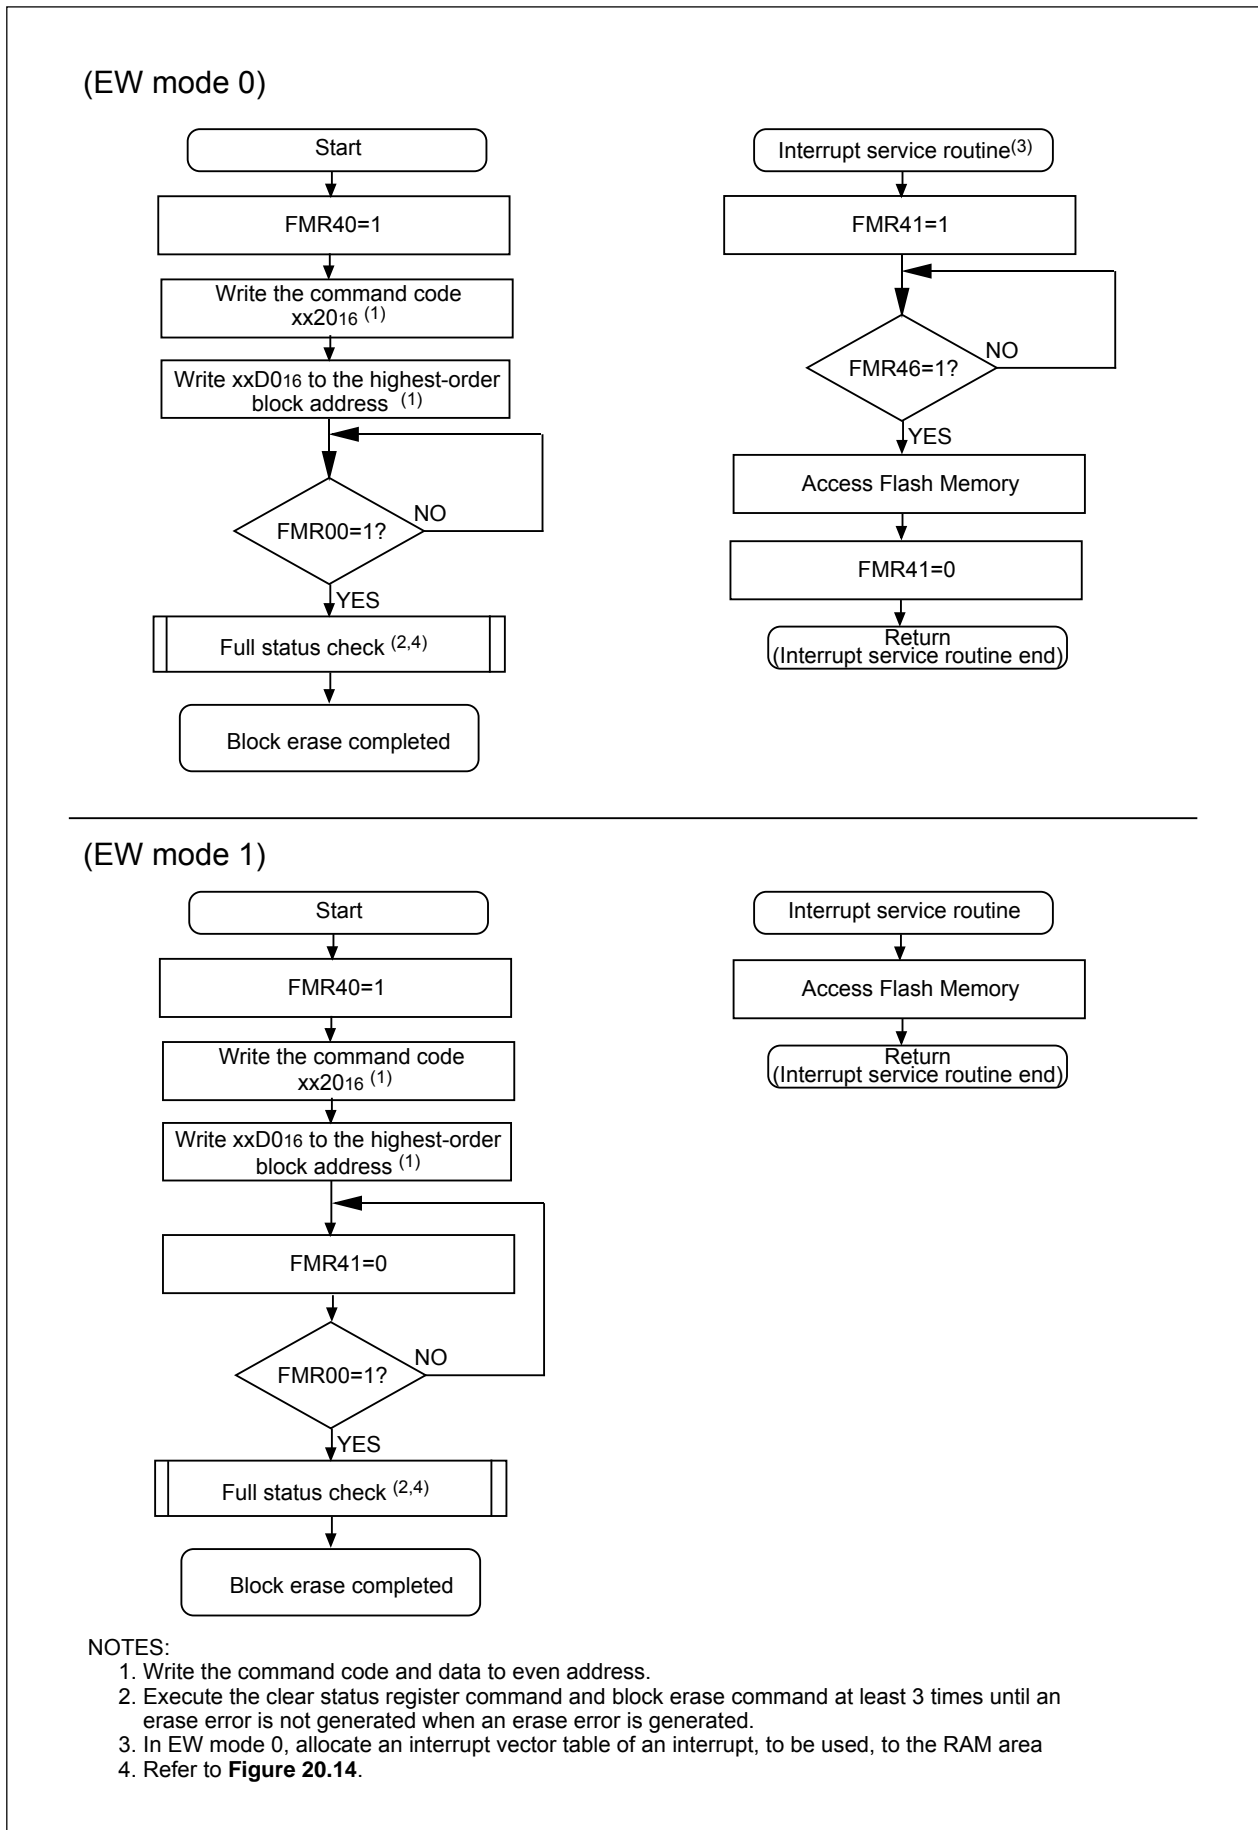 (EW mode 0)
Start
FMR40=1
Write the command code
xx2016 (1)
Write xxD016 to the highest-order
block address (1)
FMR00=1?
NO
YES
Full status check (2,4)
Block erase completed
Interrupt service routine(3)
FMR41=1
FMR46=1?
NO
YES
Access Flash Memory
FMR41=0
Return
(Interrupt service routine end)
(EW mode 1)
Start
FMR40=1
Write the command code
xx2016 (1)
Write xxD016 to the highest-order
block address (1)
FMR41=0
FMR00=1?
NO
YES
Full status check (2,4)
Block erase completed
Interrupt service routine
Access Flash Memory
Return
(Interrupt service routine end)
NOTES:
1. Write the command code and data to even address.
2. Execute the clear status register command and block erase command at least 3 times until an
erase error is not generated when an erase error is generated.
3. In EW mode 0, allocate an interrupt vector table of an interrupt, to be used, to the RAM area
4. Refer to Figure 20.14.